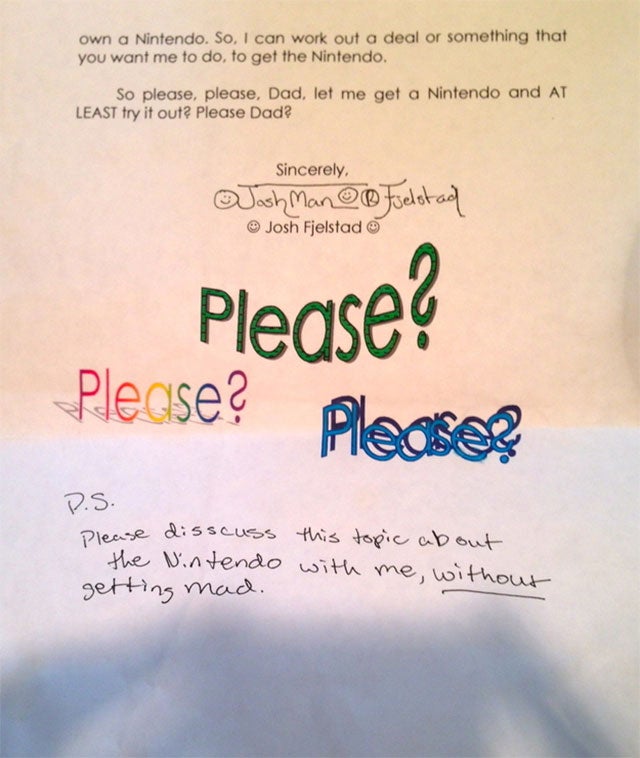 own a Nintendo. So, I can work out a deal or something that
you want me to do, to get the Nintendo.
So please, please, Dad, let me get a Nintendo and AT
LEAST try it out? Please Dad?
Sincerely,
☺Josh Man☺® Fjelstad
☺ Josh Fjelstad ☺
Please?
Please?
Please?
P.S.
Please disscuss this topic about
the Nintendo with me, without
getting mad.